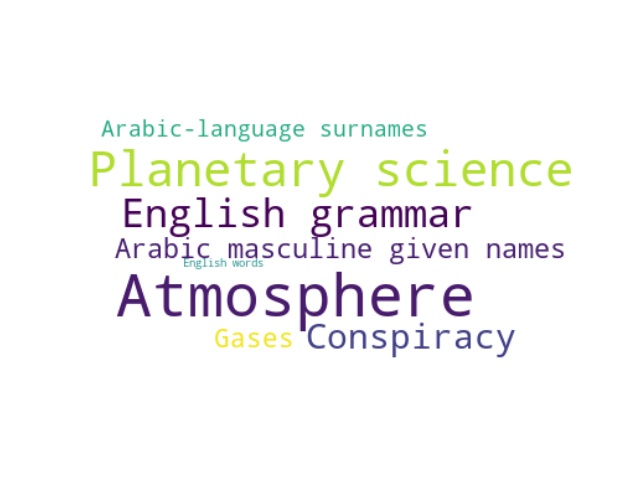 Arabic-language surnames
Planetary science
English grammar
Arabic masculine given names
English words
Atmosphere
Gases Conspiracy